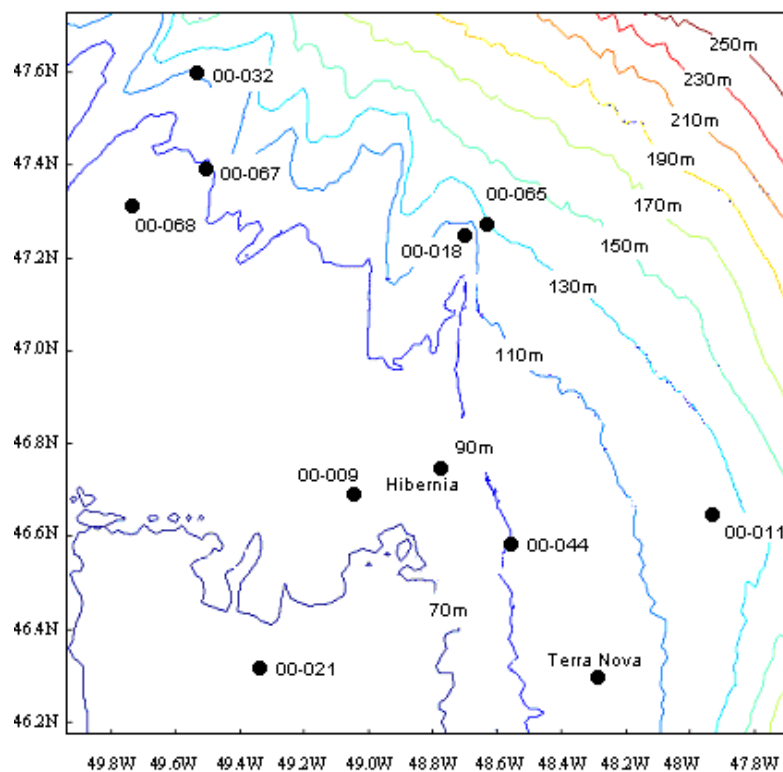 250m
47.6N
00-032
230m
210m
190m
47.4N
00-067
00-065
170m
00-068
00-018
150m
47.2N
130m
47.0N
110m
46.8N
90m
00-009
Hibernia
46.6N
00-011
00-044
70m
46.4N
Terra Nova
00-021
46.2N
49.8W 49.6W 49.4W 49.2W 49.0W 48.8W 48.6W 48.4W 48.2W 48W 47.8W